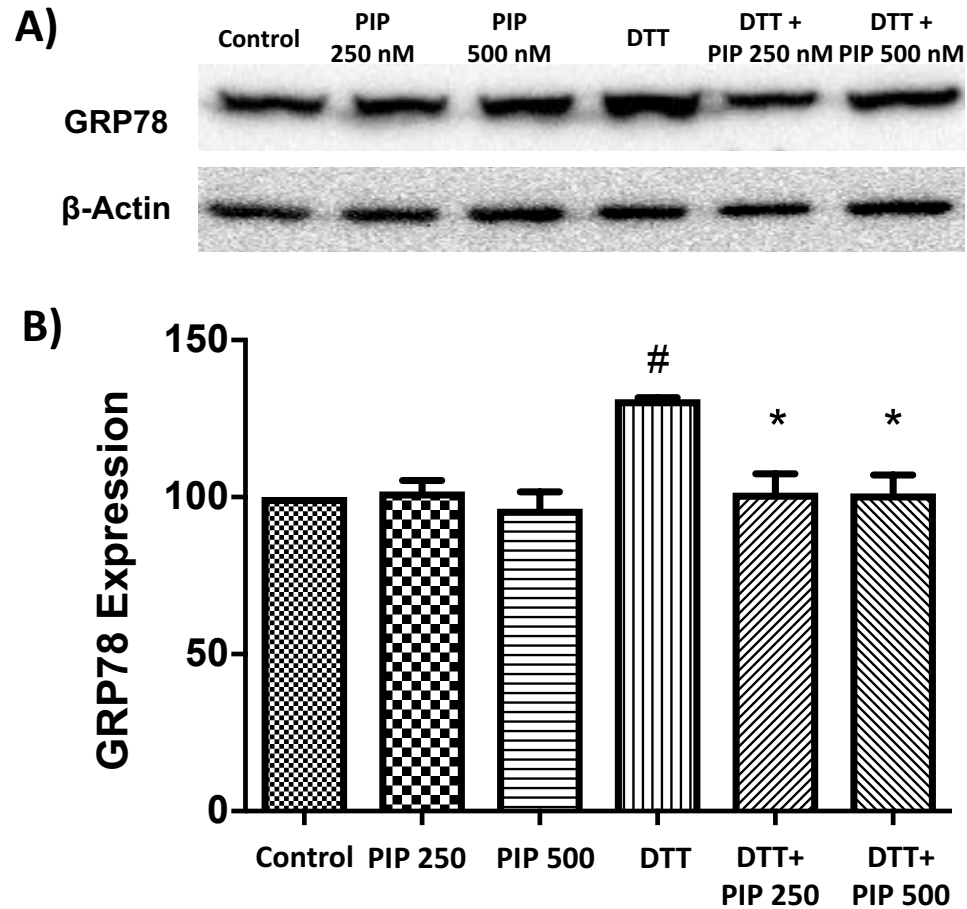 A)
Control
PIP
250 nM
PIP
500 nM
DTT
DTT +
PIP 250 nM
DTT +
PIP 500 nM
GRP78
β-Actin
B)
GRP78 Expression
150
100
50
0
#
*
*
Control
PIP 250
PIP 500
DTT
DTT+
PIP 250
DTT+
PIP 500